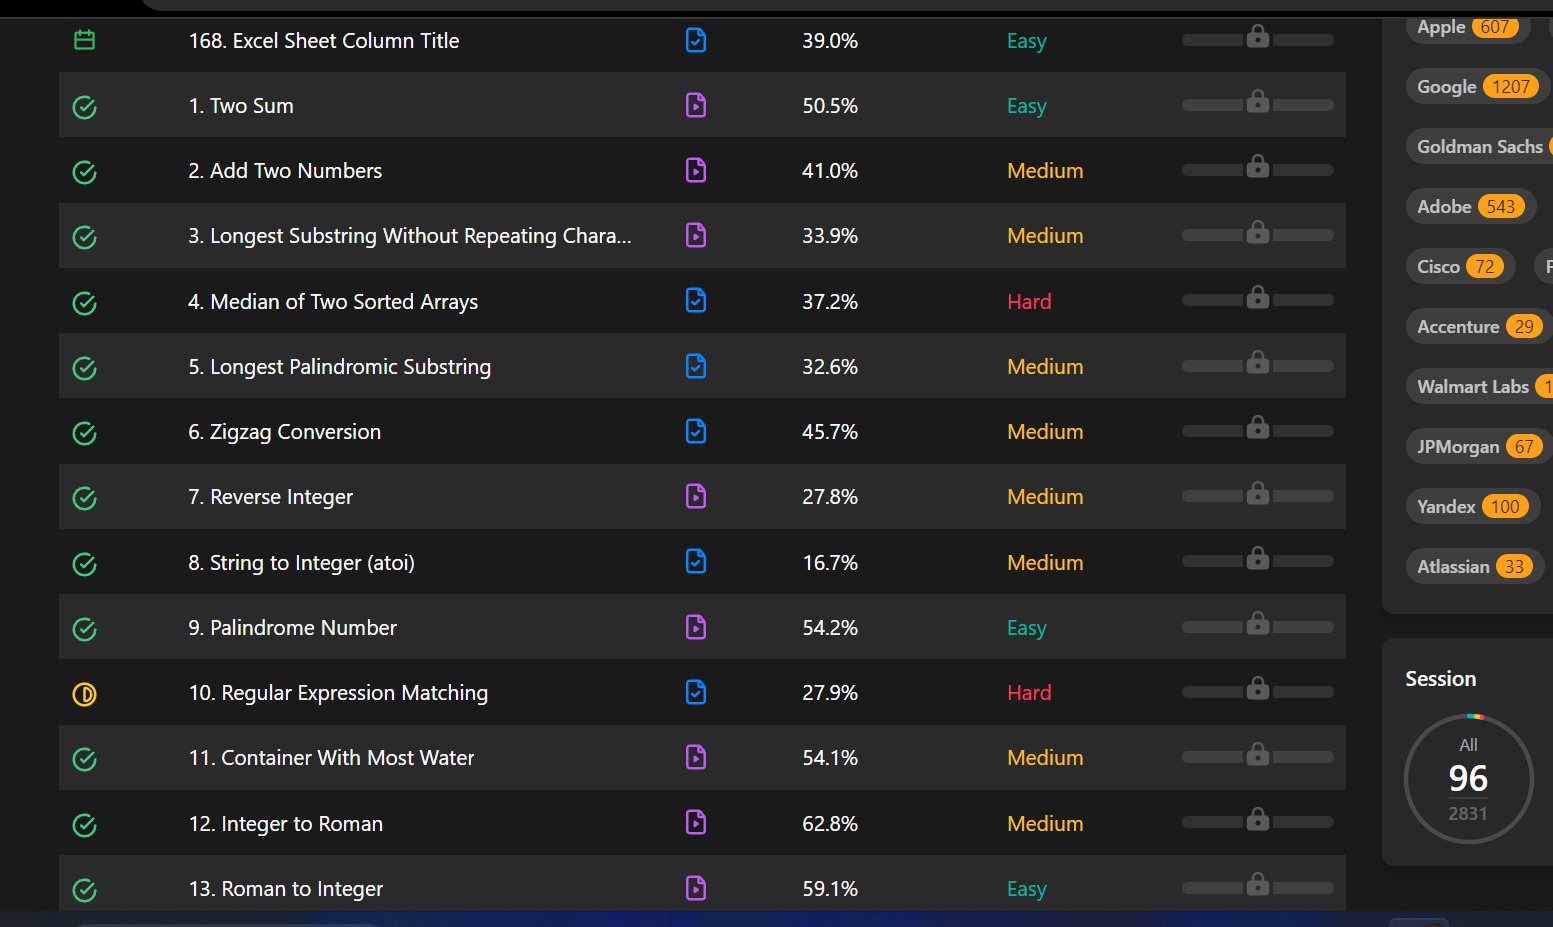 168. Excel Sheet Column Title 39.0% Easy
1. Two Sum 50.5% Easy
2. Add Two Numbers 41.0% Medium
3. Longest Substring Without Repeating Chara... 33.9% Medium
4. Median of Two Sorted Arrays 37.2% Hard
5. Longest Palindromic Substring 32.6% Medium
6. Zigzag Conversion 45.7% Medium
7. Reverse Integer 27.8% Medium
8. String to Integer (atoi) 16.7% Medium
9. Palindrome Number 54.2% Easy
10. Regular Expression Matching 27.9% Hard
11. Container With Most Water 54.1% Medium
12. Integer to Roman 62.8% Medium
13. Roman to Integer 59.1% Easy
Apple 607
Google 1207
Goldman Sachs
Adobe 543
Cisco 72
Accenture 29
Walmart Labs
JPMorgan 67
Yandex 100
Atlassian 33
Session
All
96
2831